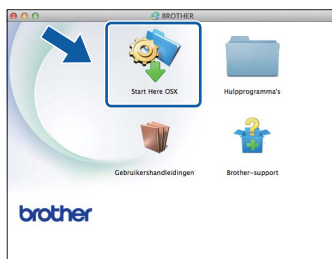 BROTHER
Start Here OSX
Hulpprogramma's
Gebruikershandleidingen
Brother-support
brother